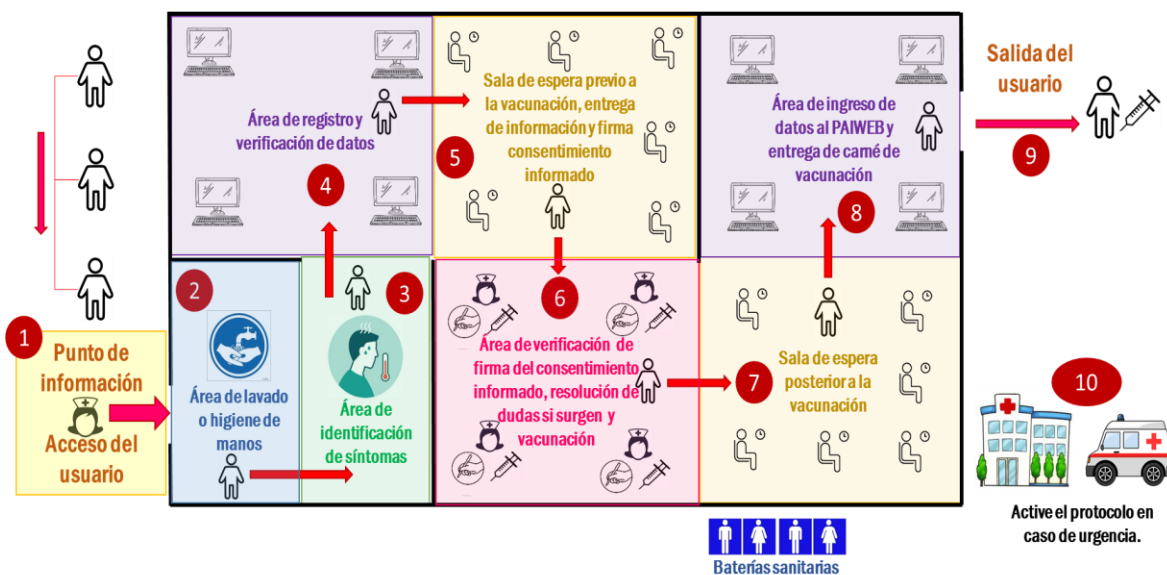 1
Punto de
información
Acceso del
usuario
2
Área de lavado
o higiene de
manos
3
Área de
identificación
de síntomas
4
Área de registro y
verificación de datos
5
Sala de espera previo a
la vacunación, entrega
de información y firma
consentimiento
informado
6
Área de verificación de
firma del consentimiento
informado, resolución de
dudas si surgen y
vacunación
7
Sala de espera
posterior a la
vacunación
8
Área de ingreso de
datos al PAIWEB y
entrega de carné de
vacunación
Salida del
usuario
9
10
Active el protocolo en
caso de urgencia.
Baterías sanitarias